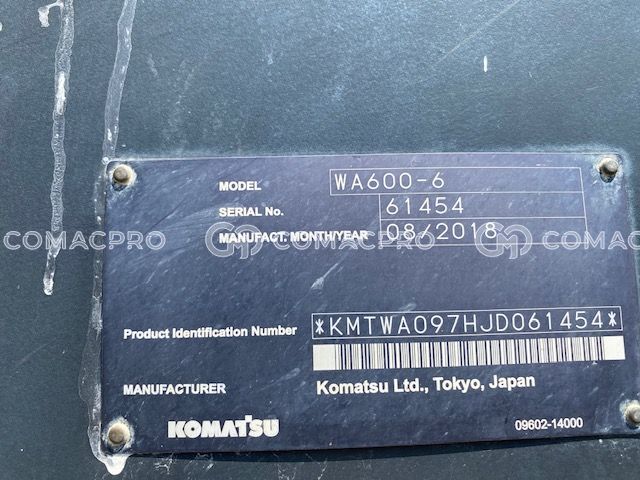 MODEL WA600-6
SERIAL No. 61454
MANUFACT. MONTH/YEAR 08/2018
COMACPRO COMACPRO COMACPRO
Product Identification Number *KMTWA097HJD061454*
MANUFACTURER Komatsu Ltd., Tokyo, Japan
KOMATSU 09602-14000